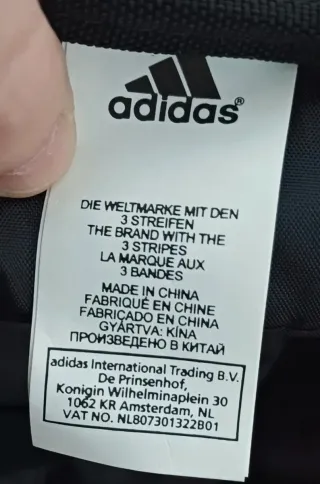 adidas®
DIE WELTMARKE MIT DEN
3 STREIFEN
THE BRAND WITH THE
3 STRIPES
LA MARQUE AUX
3 BANDES
MADE IN CHINA
FABRIQUÉ EN CHINE
FABRICADO EN CHINA
GYÁRTVA: KÍNA
ПРОИЗВЕДЕНО В КИТАЙ
adidas International Trading B.V.
De Prinsenhof,
Konigin Wilhelminaplein 30
1062 KR Amsterdam, NL
VAT NO. NL807301322B01